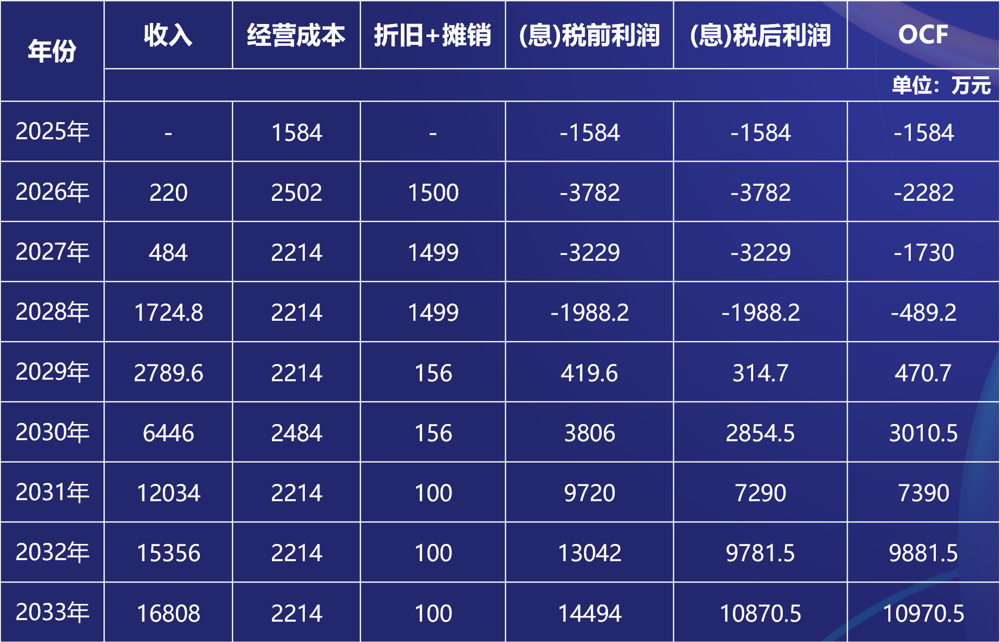 年份 收入 经营成本 折旧+摊销 (息)税前利润 (息)税后利润 OCF
单位：万元
2025年 - 1584 - -1584 -1584 -1584
2026年 220 2502 1500 -3782 -3782 -2282
2027年 484 2214 1499 -3229 -3229 -1730
2028年 1724.8 2214 1499 -1988.2 -1988.2 -489.2
2029年 2789.6 2214 156 419.6 314.7 470.7
2030年 6446 2484 156 3806 2854.5 3010.5
2031年 12034 2214 100 9720 7290 7390
2032年 15356 2214 100 13042 9781.5 9881.5
2033年 16808 2214 100 14494 10870.5 10970.5